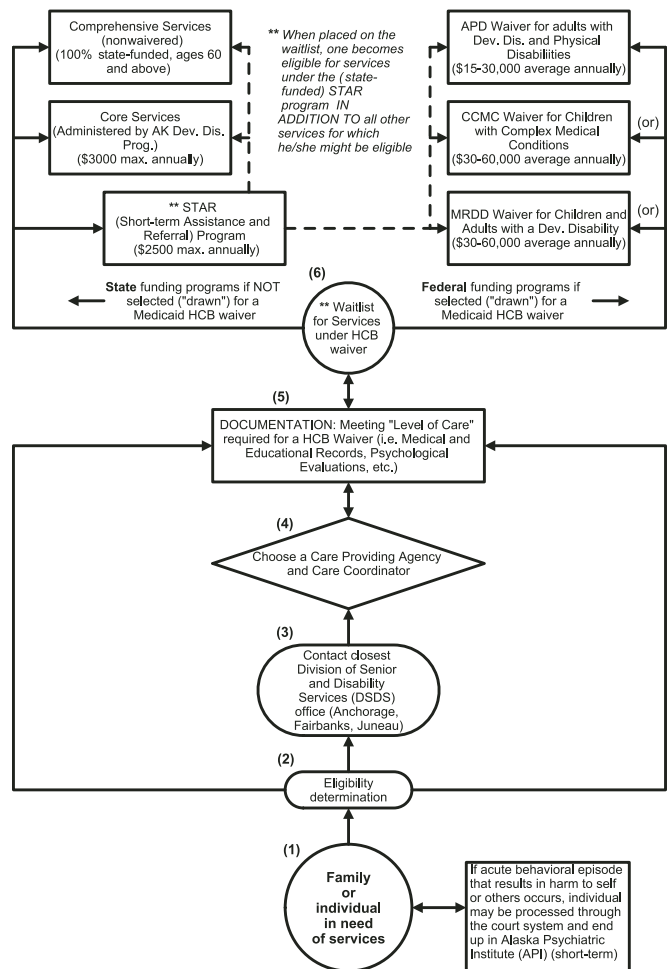 Comprehensive Services
(nonwaivered)
(100% state-funded, ages 60
and above)
** When placed on the
waitlist, one becomes
eligible for services
under the (state-
funded) STAR
program IN
ADDITION TO all other
services for which
he/she might be eligible
APD Waiver for adults with
Dev. Dis. and Physical
Disabiliities
($15-30,000 average annually)
Core Services
(Administered by AK Dev. Dis.
Prog.)
($3000 max. annually)
CCMC Waiver for Children
with Complex Medical
Conditions
($30-60,000 average annually)
(or)
** STAR
(Short-term Assistance and
Referral) Program
($2500 max. annually)
MRDD Waiver for Children and
Adults with a Dev. Disability
($30-60,000 average annually)
(or)
State funding programs if NOT
selected ("drawn") for a
Medicaid HCB waiver
(6)
** Waitlist
for Services
under HCB
waiver
Federal funding programs if
selected ("drawn") for a
Medicaid HCB waiver
(5)
DOCUMENTATION: Meeting "Level of Care"
required for a HCB Waiver (i.e. Medical and
Educational Records, Psychological
Evaluations, etc.)
(4)
Choose a Care Providing Agency
and Care Coordinator
(3)
Contact closest
Division of Senior
and Disability
Services (DSDS)
office (Anchorage,
Fairbanks, Juneau)
(2)
Eligibility
determination
(1)
Family
or
individual
in need
of services
If acute behavioral episode
that results in harm to self
or others occurs, individual
may be processed through
the court system and end
up in Alaska Psychiatric
Institute (API) (short-term)